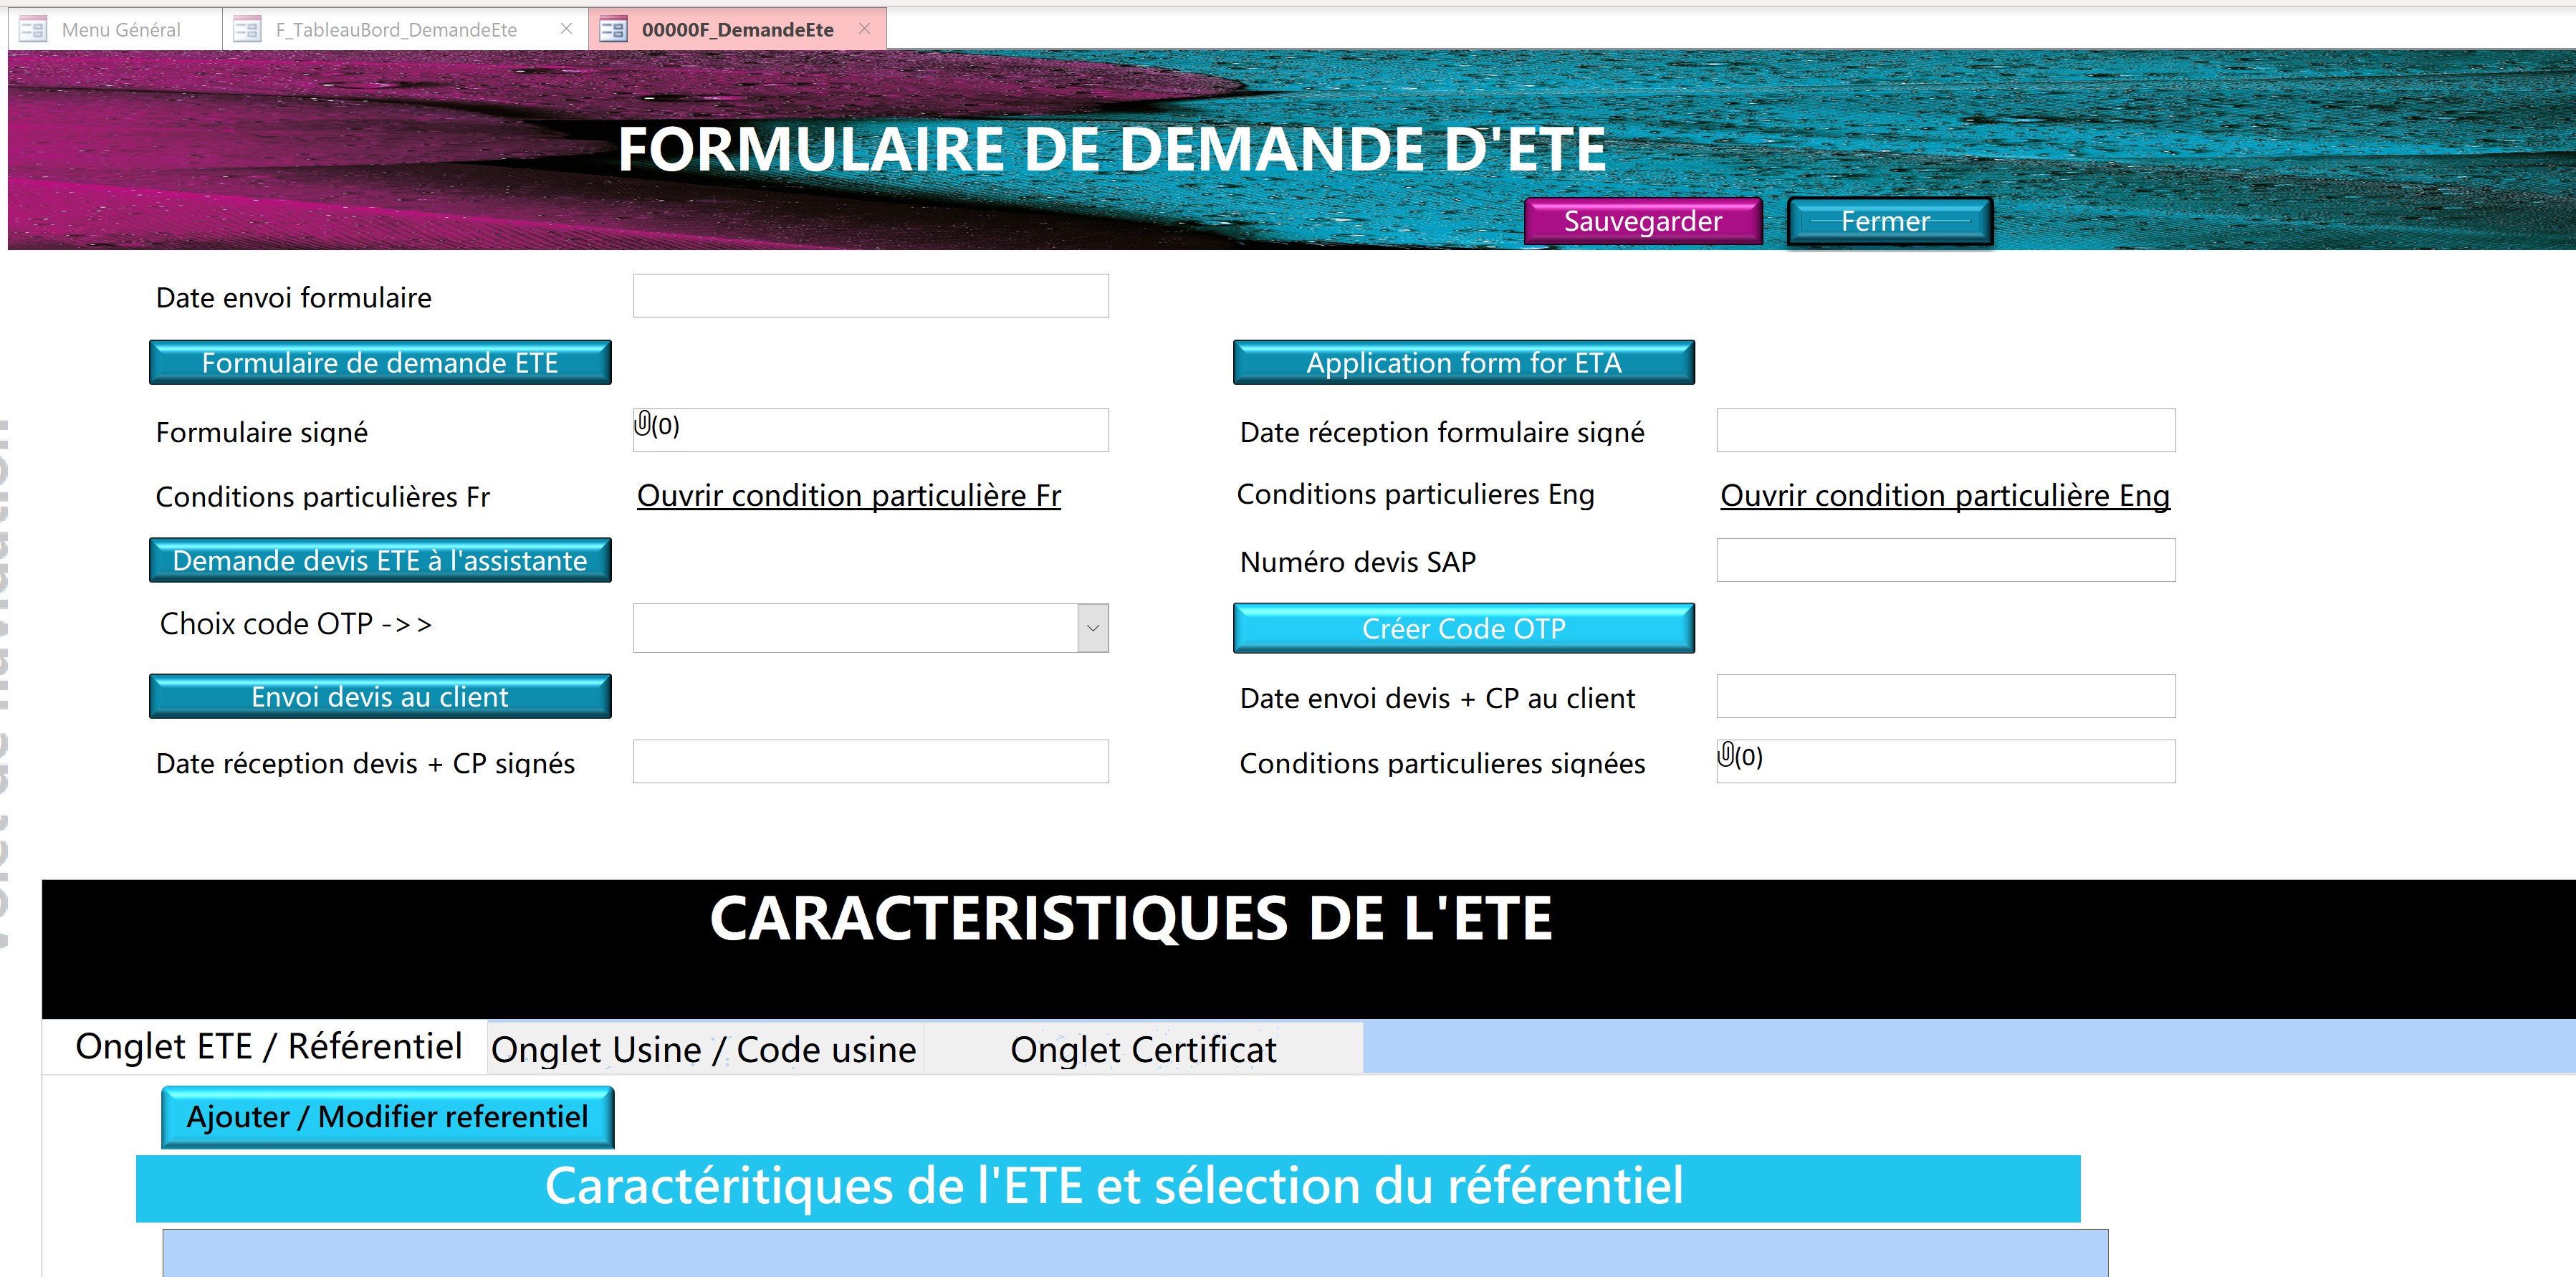 Menu Général
F_TableauBord_DemandeEte
00000F_DemandeEte
FORMULAIRE DE DEMANDE D'ETE
Sauvegarder
Fermer
Date envoi formulaire
Formulaire de demande ETE
Application form for ETA
Formulaire signé
(0)
Date réception formulaire signé
Conditions particulières Fr
Ouvrir condition particulière Fr
Conditions particulieres Eng
Ouvrir condition particulière Eng
Demande devis ETE à l'assistante
Numéro devis SAP
Choix code OTP ->>
Créer Code OTP
Envoi devis au client
Date envoi devis + CP au client
Date réception devis + CP signés
Conditions particulieres signées
(0)
CARACTERISTIQUES DE L'ETE
Onglet ETE / Référentiel
Onglet Usine / Code usine
Onglet Certificat
Ajouter / Modifier referentiel
Caractéritiques de l'ETE et sélection du référentiel